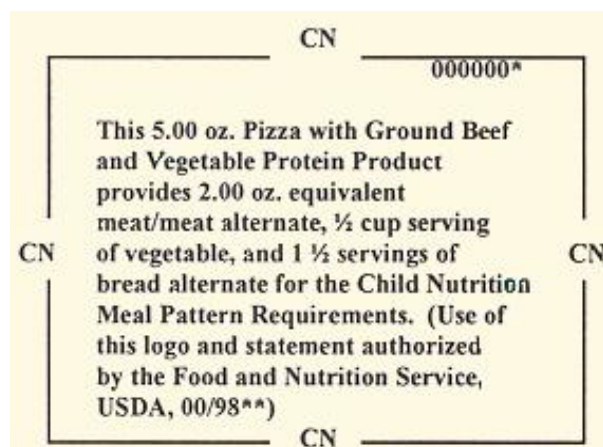 CN
000000*
This 5.00 oz. Pizza with Ground Beef
and Vegetable Protein Product
provides 2.00 oz. equivalent
meat/meat alternate, ½ cup serving
CN of vegetable, and 1 ½ servings of CN
bread alternate for the Child Nutrition
Meal Pattern Requirements. (Use of
this logo and statement authorized
by the Food and Nutrition Service,
USDA, 00/98**)
CN